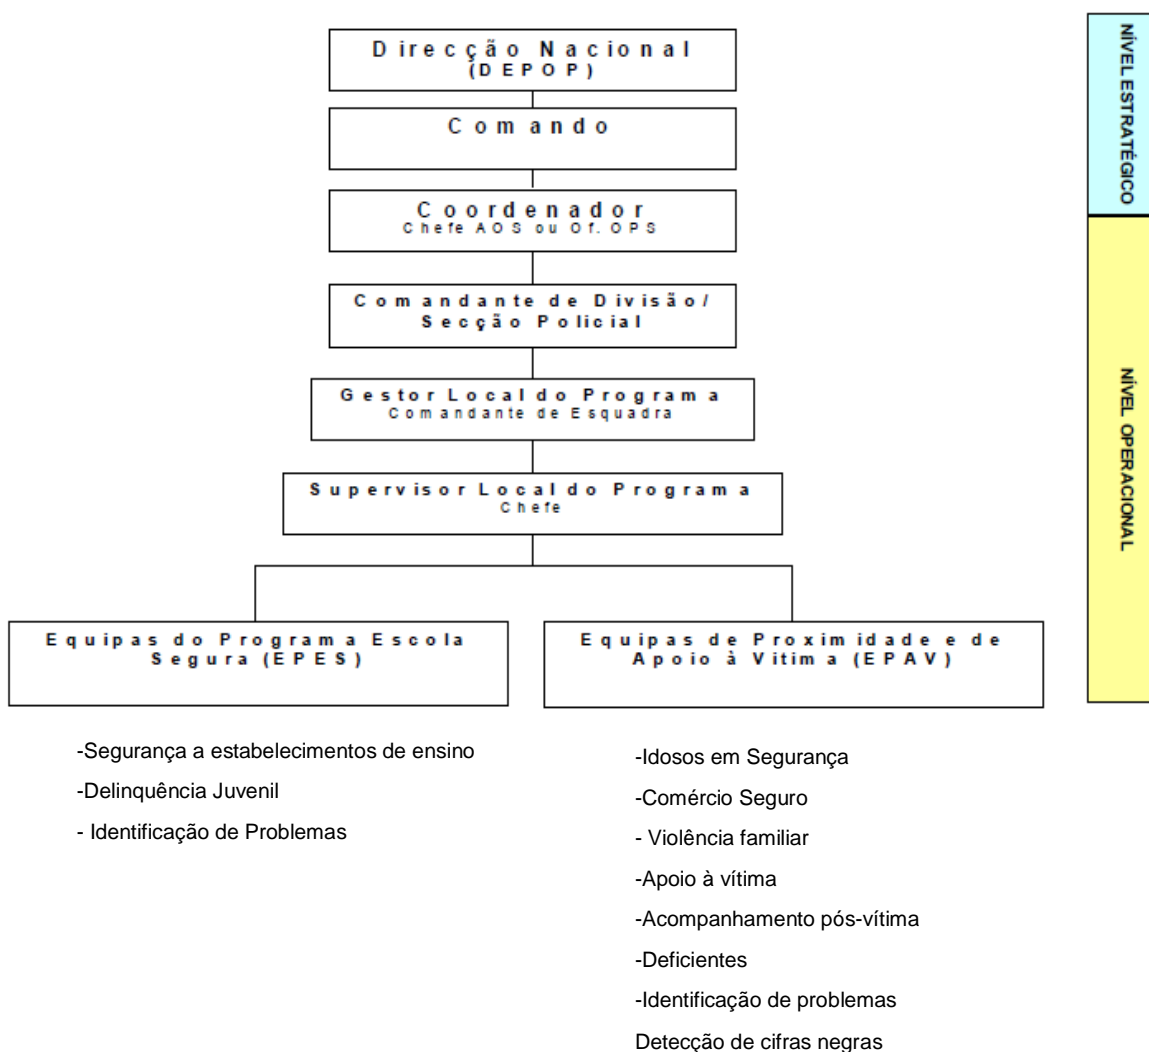 Direcção Nacional
(DEPOP)
Comando
Coordenador
Chefe AOS ou Of. OPS
Comandante de Divisão/
Secção Policial
Gestor Local do Programa
Comandante de Esquadra
Supervisor Local do Programa
Chefe
Equipas do Programa Escola
Segura (EPES)
Equipas de Proximidade e de
Apoio à Vitima (EPAV)
-Segurança a estabelecimentos de ensino
-Delinquência Juvenil
- Identificação de Problemas
-Idosos em Segurança
-Comércio Seguro
- Violência familiar
-Apoio à vítima
-Acompanhamento pós-vítima
-Deficientes
-Identificação de problemas
Detecção de cifras negras
NÍVEL ESTRATÉGICO
NÍVEL OPERACIONAL